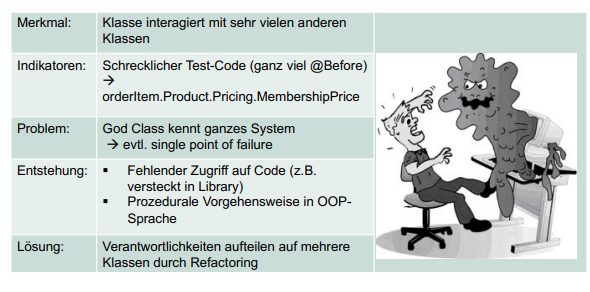 Merkmal: Klasse interagiert mit sehr vielen anderen
Klassen
Indikatoren: Schrecklicher Test-Code (ganz viel @Before)
→
orderItem.Product.Pricing.MembershipPrice
Problem: God Class kennt ganzes System
→ evtl. single point of failure
Entstehung: ▪ Fehlender Zugriff auf Code (z.B.
versteckt in Library)
▪ Prozedurale Vorgehensweise in OOP-
Sprache
Lösung: Verantwortlichkeiten aufteilen auf mehrere
Klassen durch Refactoring